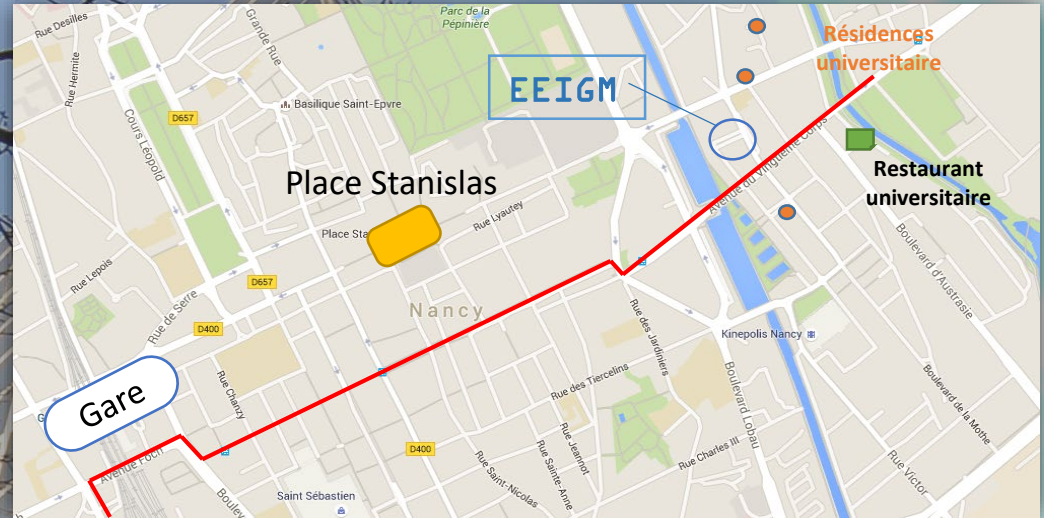 Parc de la
Pépinière
Rue Desilles
Grande Rue
Rue Hermite
Résidences
universitaire
EEIGM
Basilique Saint-Epvre
D657
Cours Léopold
Avenue du Vingtième Corps
Restaurant
universitaire
Place Stanislas
Rue Lyautey
Place Sta
Rue Lepois
D657
Boulevard d'Austrasie
Nancy
Rue de Serre
D400
Rue des Jardiniers
Kinepolis Nancy
Gare
G
Rue Chanzy
Rue des Tiercelins
Boulevard Lobau
Boulevard de la Mothe
D400
Rue Jeannot
Rue Charles III
Avenue Foch
Rue Sainte-Anne
Rue Saint-Nicolas
Rue Victor
Saint Sébastien
Boulev